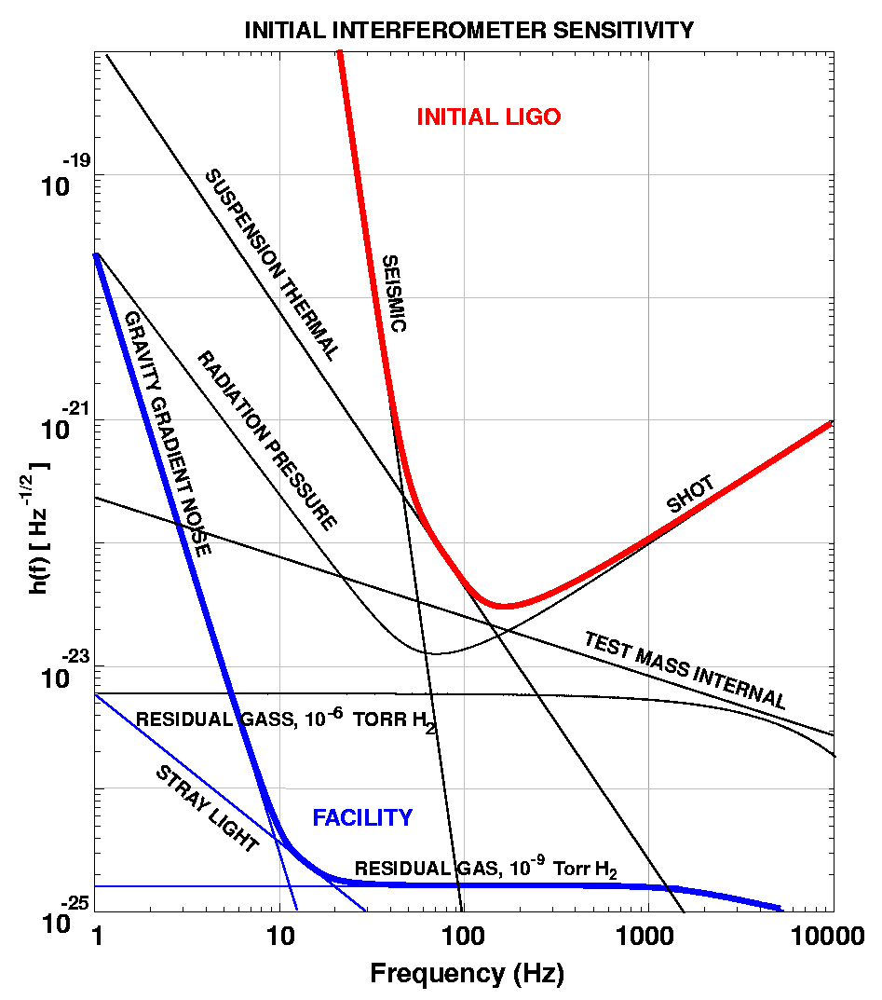 INITIAL INTERFEROMETER SENSITIVITY
INITIAL LIGO
10 -19
SUSPENSION THERMAL
SEISMIC
GRAVITY GRADIENT NOISE
RADIATION PRESSURE
10 -21
h(f) [ Hz -1/2 ]
SHOT
TEST MASS INTERNAL
10 -23
RESIDUAL GASS, 10-6 TORR H2
STRAY LIGHT
FACILITY
RESIDUAL GAS, 10-9 Torr H2
10 -25
1 10 100 1000 10000
Frequency (Hz)